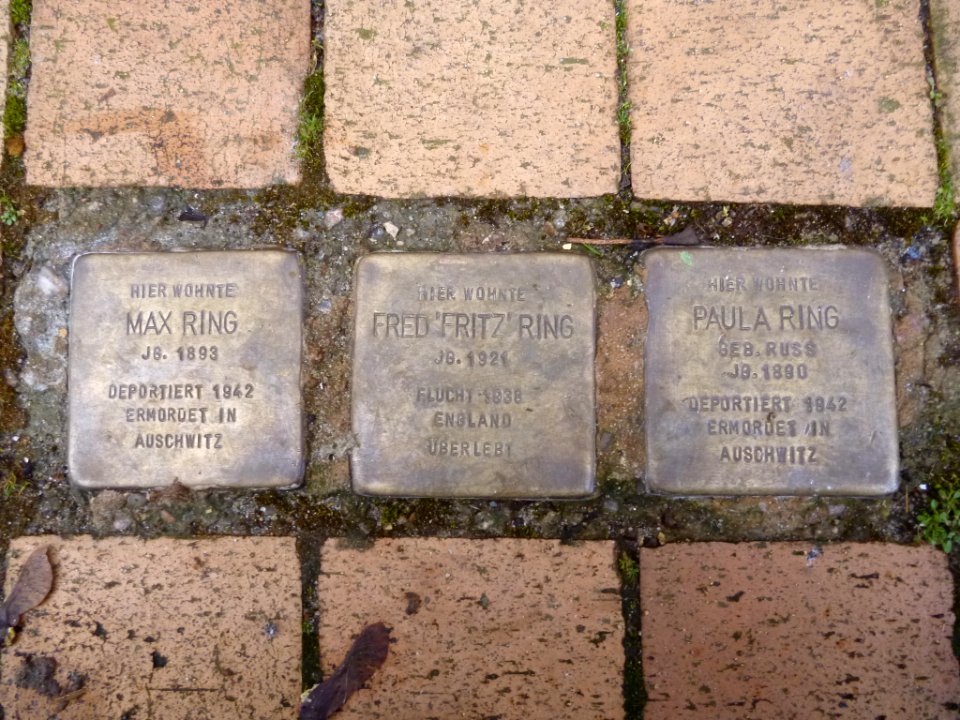 HIER WOHNTE
MAX RING
JG. 1893
DEPORTIERT 1942
ERMORDET IN
AUSCHWITZ
HIER WOHNTE
FRED 'FRITZ' RING
JG. 1921
FLUCHT 1938
ENGLAND
ÜBERLEBT
HIER WOHNTE
PAULA RING
GEB. RUSS
JG. 1890
DEPORTIERT 1942
ERMORDET IN
AUSCHWITZ